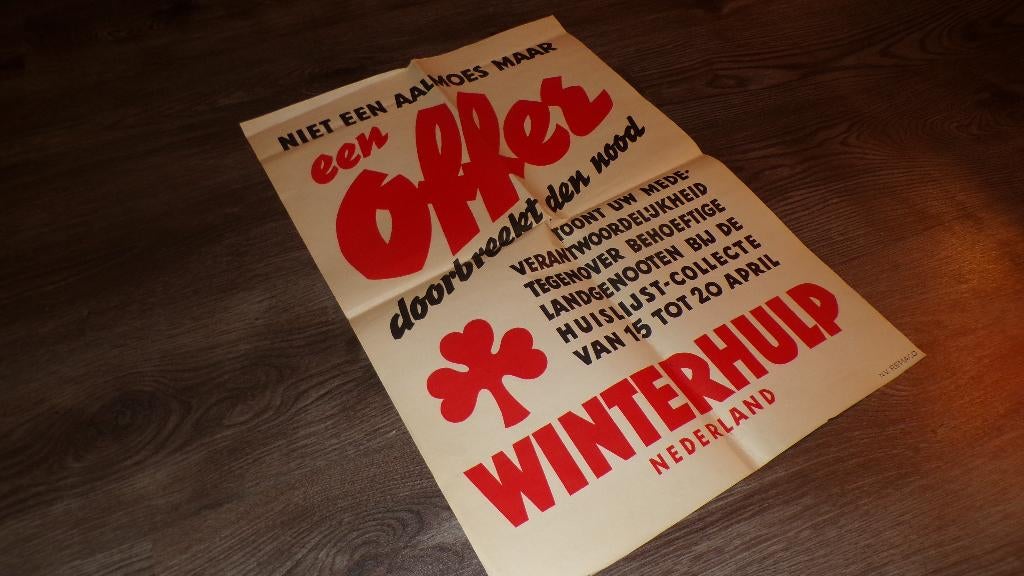 NIET EEN AALMOES MAAR
een
offer
doorbreekt den nood
TOONT UW MEDE-
VERANTWOORDELIJKHEID
TEGENOVER BEHOEFTIGE
LANDGENOOTEN BIJ DE
HUISLIJST-COLLECTE
VAN 15 TOT 20 APRIL
WINTERHULP
NEDERLAND